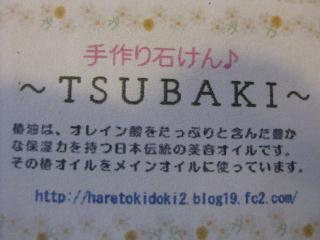 手作り石けん♪
～TSUBAKI～
椿油は、オレイン酸をたっぷりと含んだ豊か
な保湿力を持つ日本伝統の美容オイルです。
その椿オイルをメインオイルに使っています。
http://haretokidoki2.blog19.fc2.com/